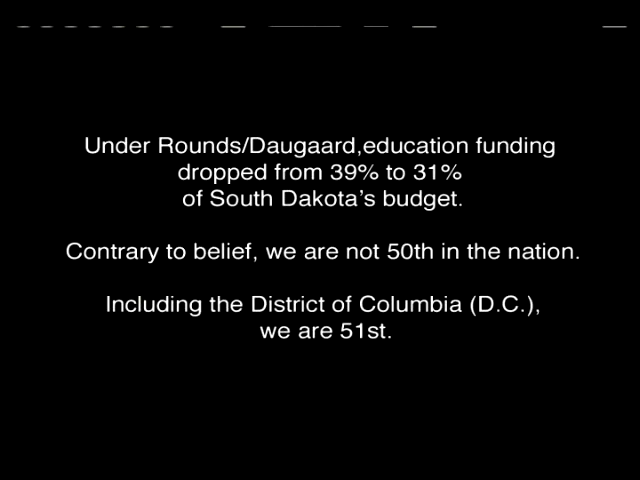 Under Rounds/Daugaard,education funding
dropped from 39% to 31%
of South Dakota's budget.
Contrary to belief, we are not 50th in the nation.
Including the District of Columbia (D.C.),
we are 51st.